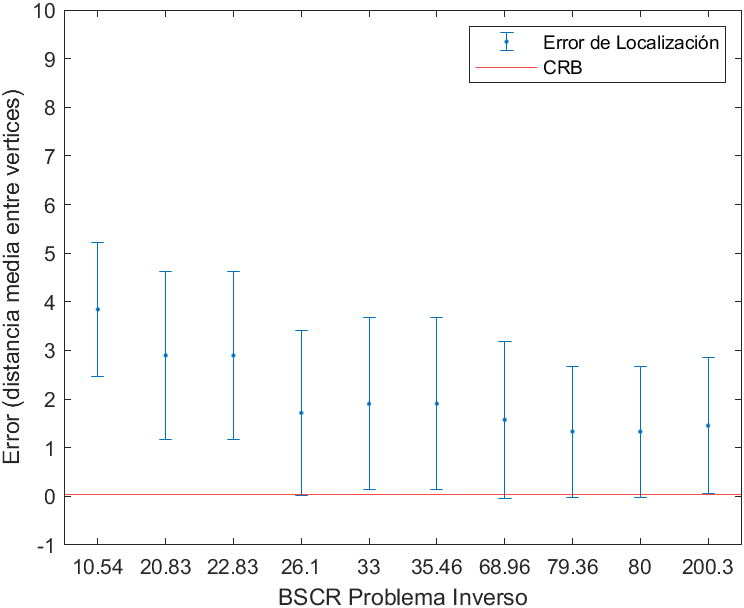 10
9
8
7
6
5
4
3
2
1
0
-1
Error (distancia media entre vertices)
Error de Localización
CRB
10.54 20.83 22.83 26.1 33 35.46 68.96 79.36 80 200.3
BSCR Problema Inverso